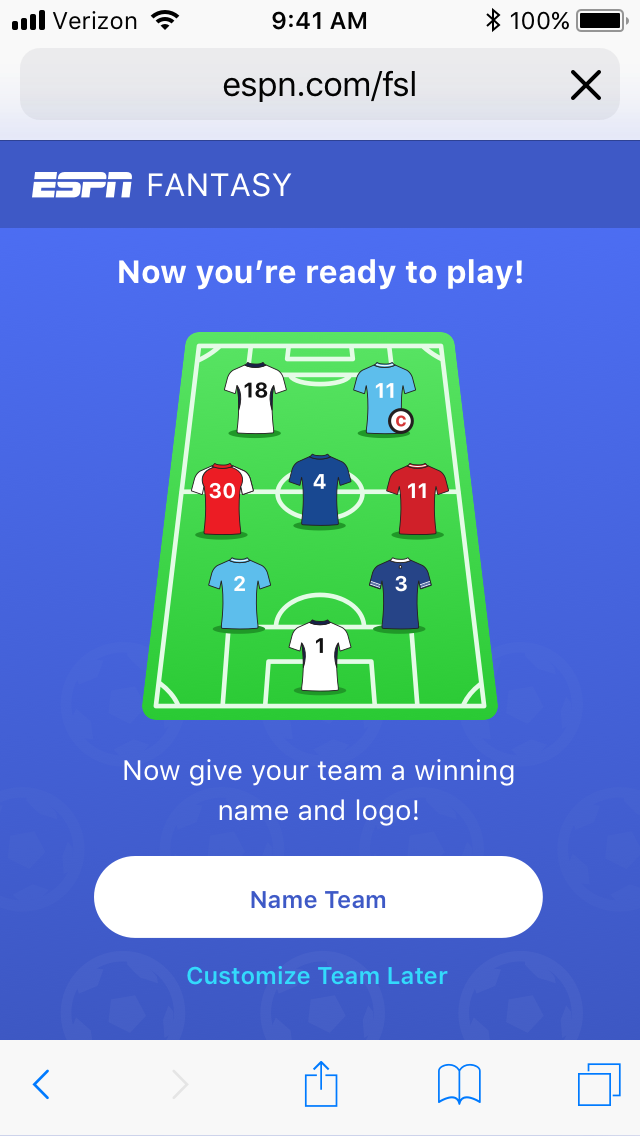 Verizon 9:41 AM 100%
espn.com/fsl
ESPN FANTASY
Now you’re ready to play!
18 11
C
30 4 11
2 3
1
Now give your team a winning
name and logo!
Name Team
Customize Team Later